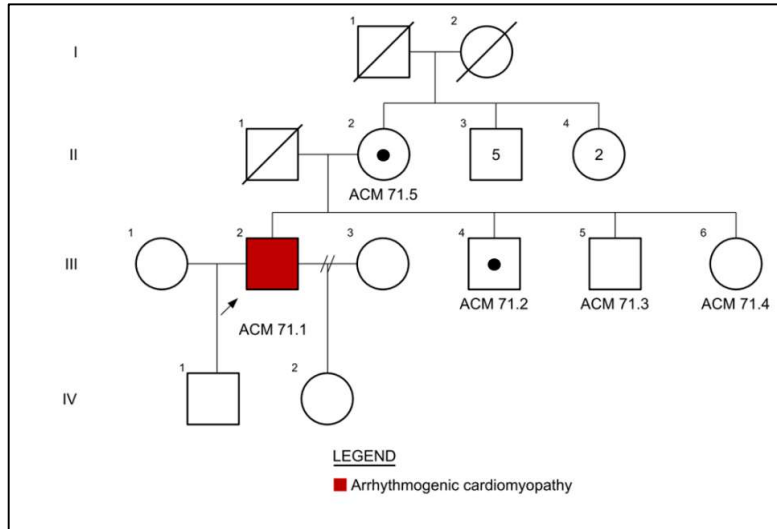 1 2
I
1 2 3 4
II 5 2
ACM 71.5
1 2 3 4 5 6
III
ACM 71.1 ACM 71.2 ACM 71.3 ACM 71.4
1 2
IV
LEGEND
Arrhythmogenic cardiomyopathy